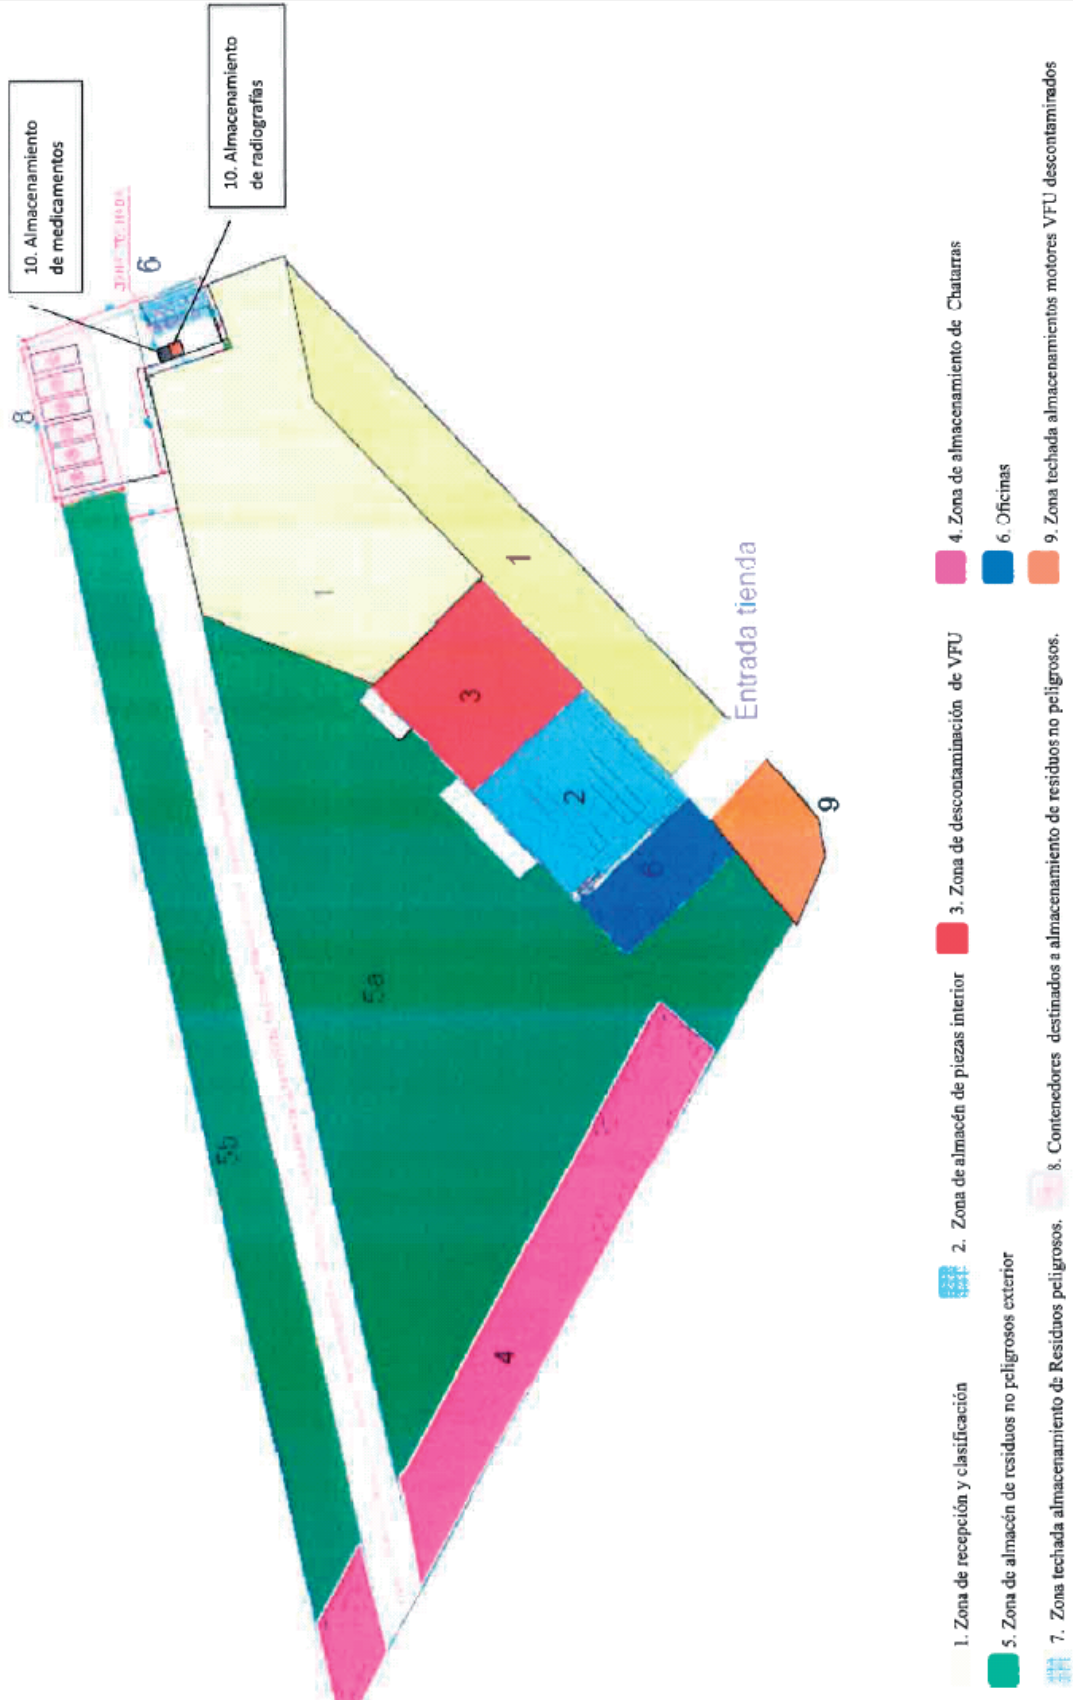 10. Almacenamiento
de medicamentos
10. Almacenamiento
de radiografías
6
8
1
1
3
2
6
9
5a
5b
4
Entrada tienda
1. Zona de recepción y clasificación
2. Zona de almacén de piezas interior
3. Zona de descontaminación de VFU
4. Zona de almacenamiento de Chatarras
5. Zona de almacén de residuos no peligrosos exterior
6. Oficinas
7. Zona techada almacenamiento de Residuos peligrosos.
8. Contenedores destinados a almacenamiento de residuos no peligrosos.
9. Zona techada almacenamientos motores VFU descontaminados